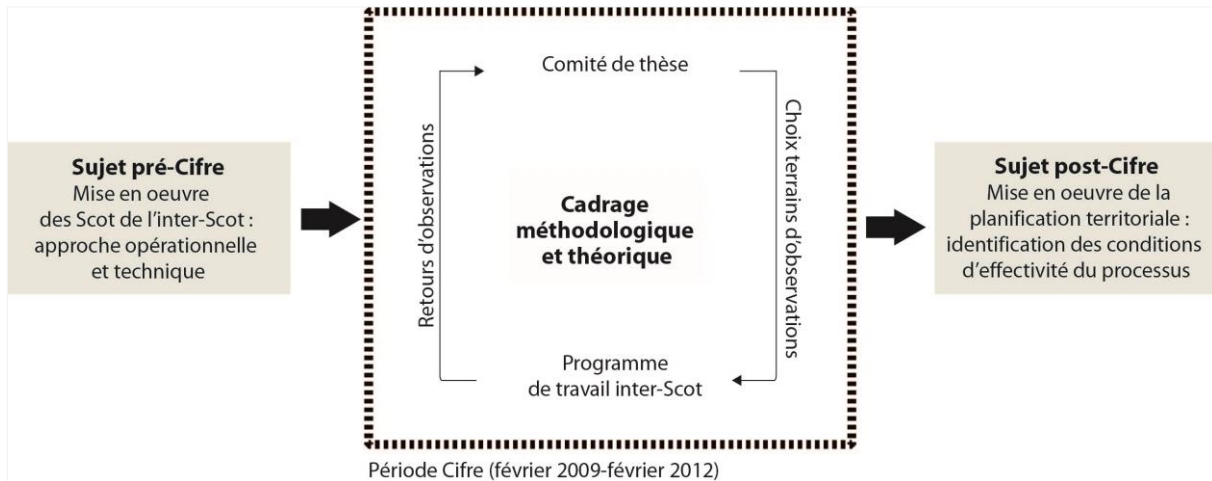 Sujet pré-Cifre
Mise en oeuvre
des Scot de l'inter-Scot :
approche opérationnelle
et technique
Comité de thèse
Retours d'observations
Choix terrains d'observations
Cadrage
méthodologique
et théorique
Programme
de travail inter-Scot
Période Cifre (février 2009-février 2012)
Sujet post-Cifre
Mise en oeuvre de la
planification territoriale :
identification des conditions
d'effectivité du processus